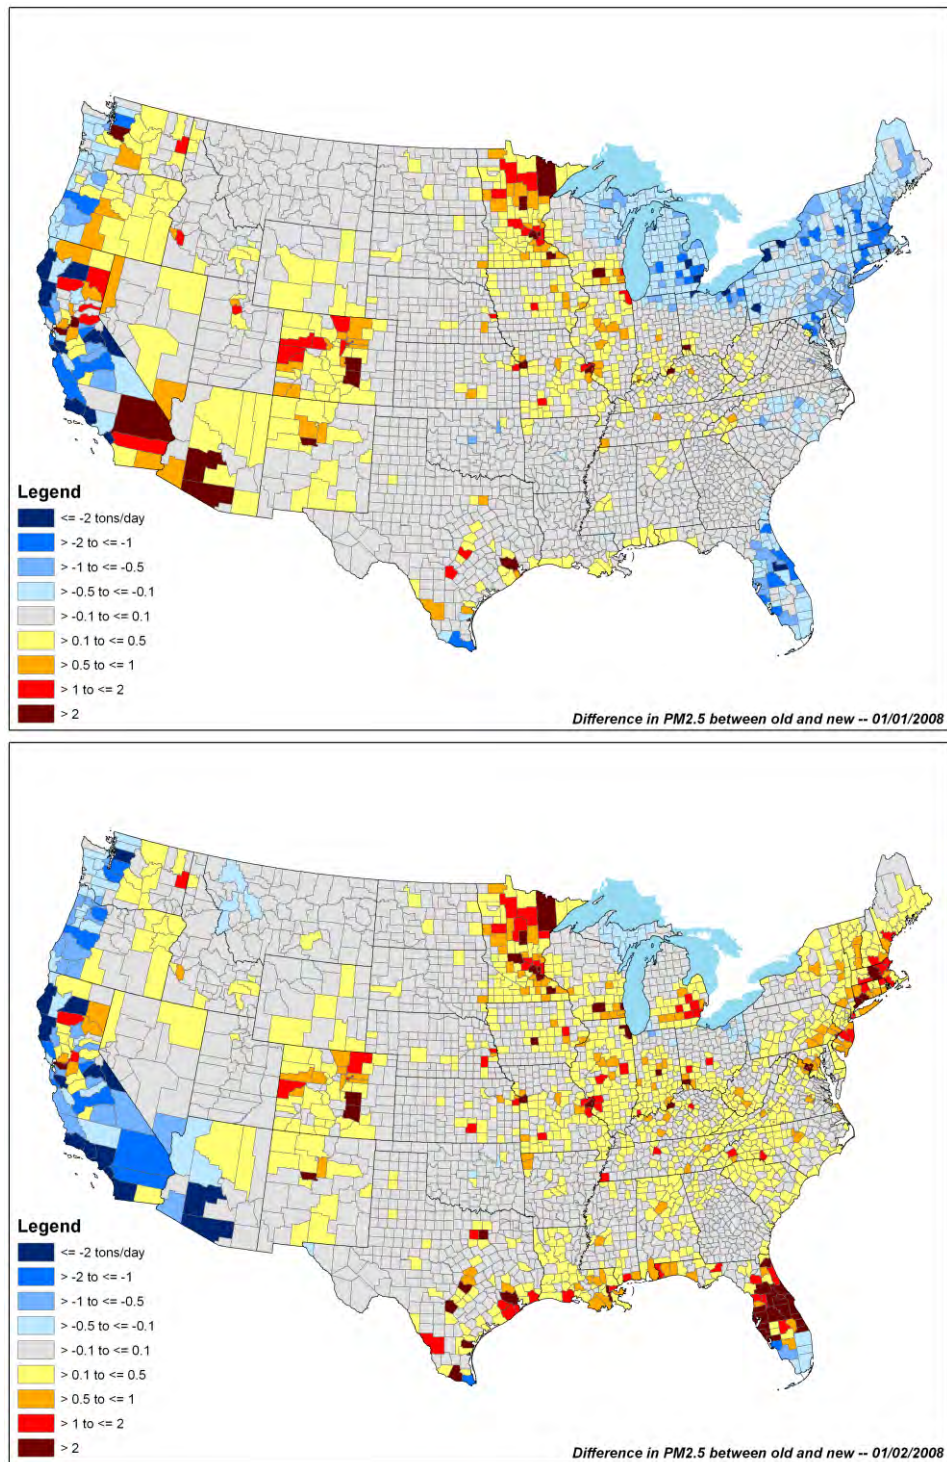 Legend
<= -2 tons/day
> -2 to <= -1
> -1 to <= -0.5
> -0.5 to <= -0.1
> -0.1 to <= 0.1
> 0.1 to <= 0.5
> 0.5 to <= 1
> 1 to <= 2
> 2
Difference in PM2.5 between old and new -- 01/01/2008
Legend
<= -2 tons/day
> -2 to <= -1
> -1 to <= -0.5
> -0.5 to <= -0.1
> -0.1 to <= 0.1
> 0.1 to <= 0.5
> 0.5 to <= 1
> 1 to <= 2
> 2
Difference in PM2.5 between old and new -- 01/02/2008